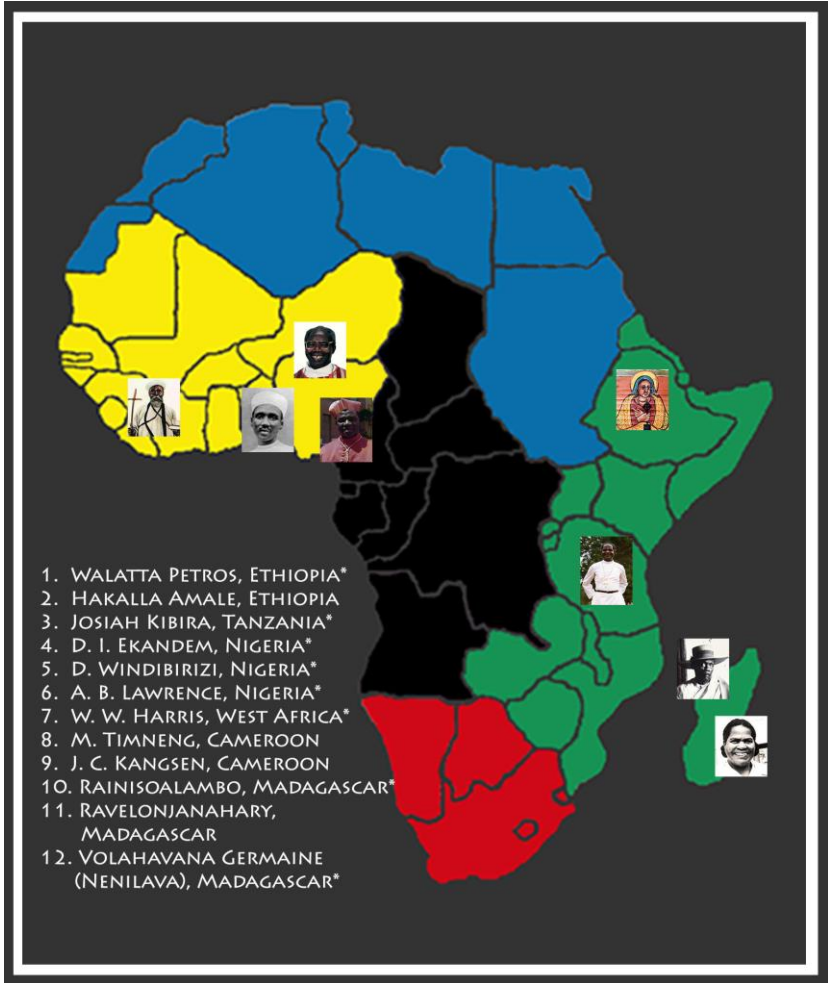 1. Walatta Petros, Ethiopia*
2. Hakalla Amale, Ethiopia
3. Josiah Kibira, Tanzania*
4. D. I. Ekandem, Nigeria*
5. D. Windibirizi, Nigeria*
6. A. B. Lawrence, Nigeria*
7. W. W. Harris, West Africa*
8. M. Timneng, Cameroon
9. J. C. Kangsen, Cameroon
10. Rainisoalambo, Madagascar*
11. Ravelonjanahary,
Madagascar
12. Volahavana Germaine
(Nenilava), Madagascar*